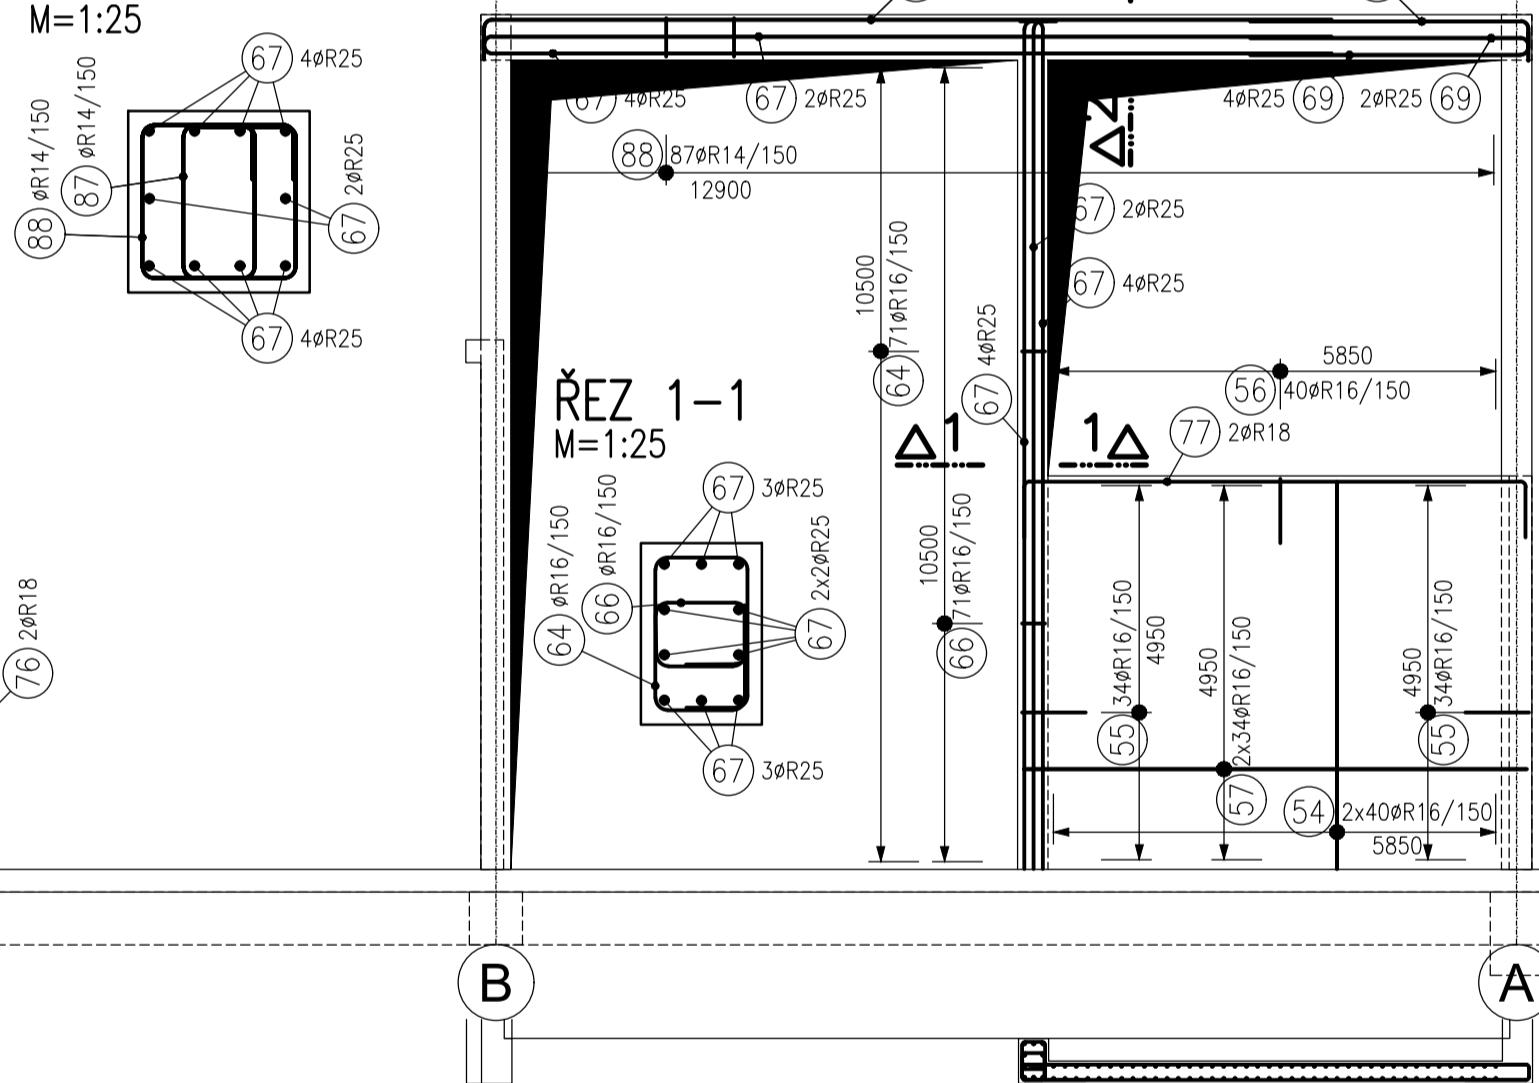 M=1:25
67 4øR25
87 øR14/150
88 øR14/150
67 2øR25
67 4øR25
67 4øR25
67 2øR25
4øR25 69
2øR25 69
88 87øR14/150
12900
2
67 2øR25
67 4øR25
10500
64 71øR16/150
67 4øR25
5850
56 40øR16/150
ŘEZ 1-1
M=1:25
1
1
77 2øR18
67 3øR25
64 øR16/150
66 øR16/150
67 2x2øR25
67 3øR25
10500
66 71øR16/150
76 2øR18
55 34øR16/150
4950
4950
57 2x34øR16/150
4950
55 34øR16/150
54 2x40øR16/150
5850
B
A